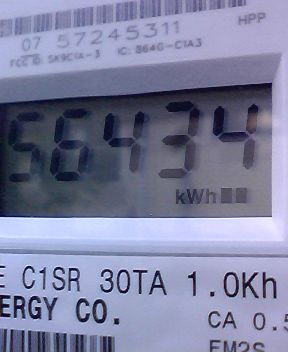 HPP
07 57245311
FCC ID: SK9C1A-3 IC: 864G-C1A3
56434
kWh
E C1SR 30TA 1.0Kh
ERGY CO.
CA 0.5
EM2S